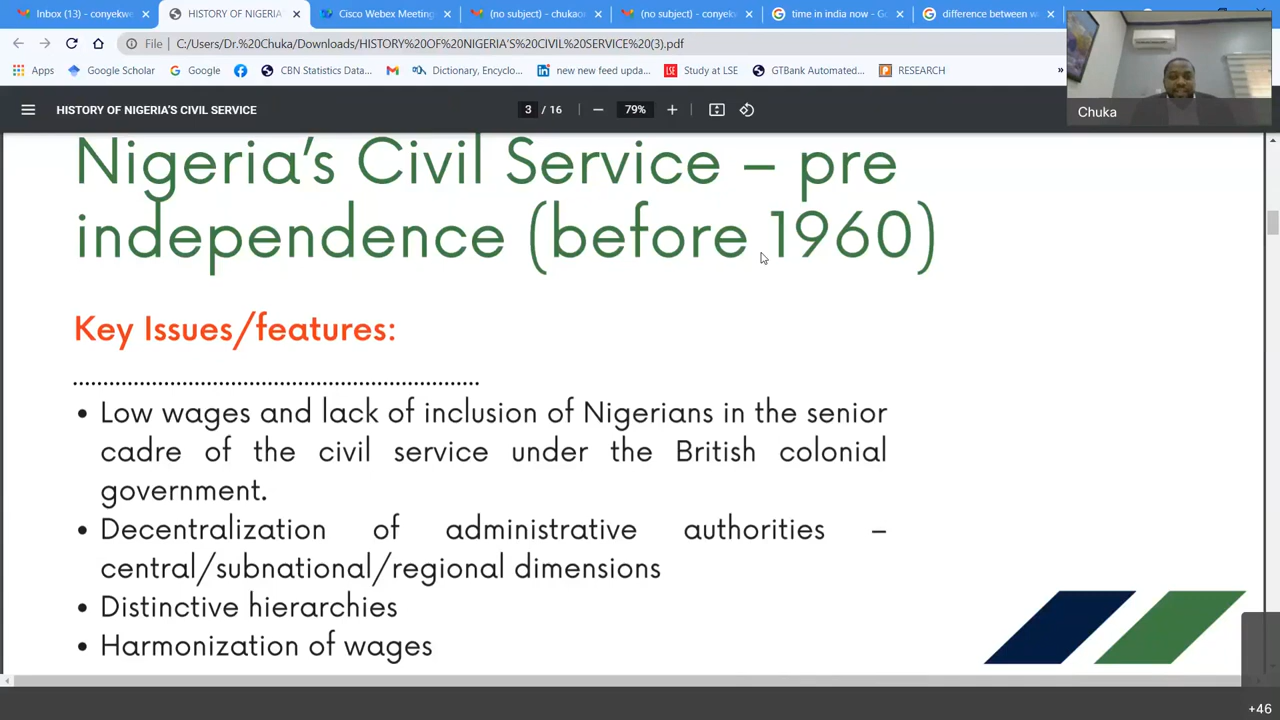 Inbox (13) - conyekw
HISTORY OF NIGERIA
Cisco Webex Meeting
(no subject) - chukao
(no subject) - conyekw
time in india now - Go
difference between w
File
C:/Users/Dr.%20Chuka/Downloads/HISTORY%20OF%20NIGERIA'S%20CIVIL%20SERVICE%20(3).pdf
Apps
Google Scholar
Google
CBN Statistics Data...
Dictionary, Encyclo...
new new feed upda...
Study at LSE
GTBank Automated...
RESEARCH
»
Chuka
HISTORY OF NIGERIA'S CIVIL SERVICE
3 / 16
79%
Nigeria's Civil Service – pre
independence (before 1960)
Key Issues/features:
• Low wages and lack of inclusion of Nigerians in the senior
cadre of the civil service under the British colonial
government.
• Decentralization of administrative authorities –
central/subnational/regional dimensions
• Distinctive hierarchies
• Harmonization of wages
+46